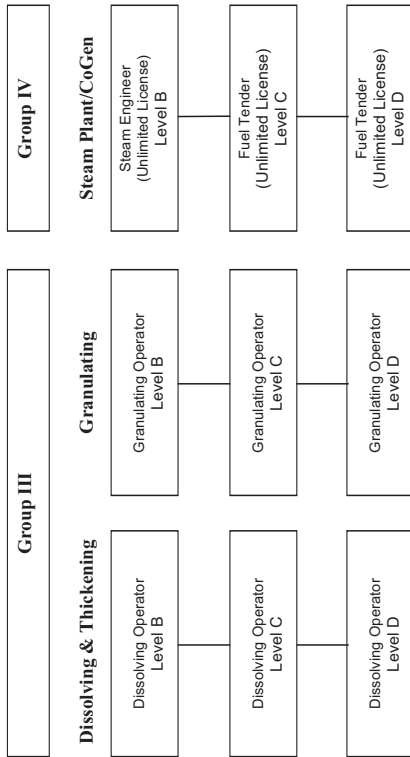 Group III
Group IV
Dissolving & Thickening
Granulating
Steam Plant/CoGen
Dissolving Operator
Level B
Granulating Operator
Level B
Steam Engineer
(Unlimited License)
Level B
Dissolving Operator
Level C
Granulating Operator
Level C
Fuel Tender
(Unlimited License)
Level C
Dissolving Operator
Level D
Granulating Operator
Level D
Fuel Tender
(Unlimited License)
Level D